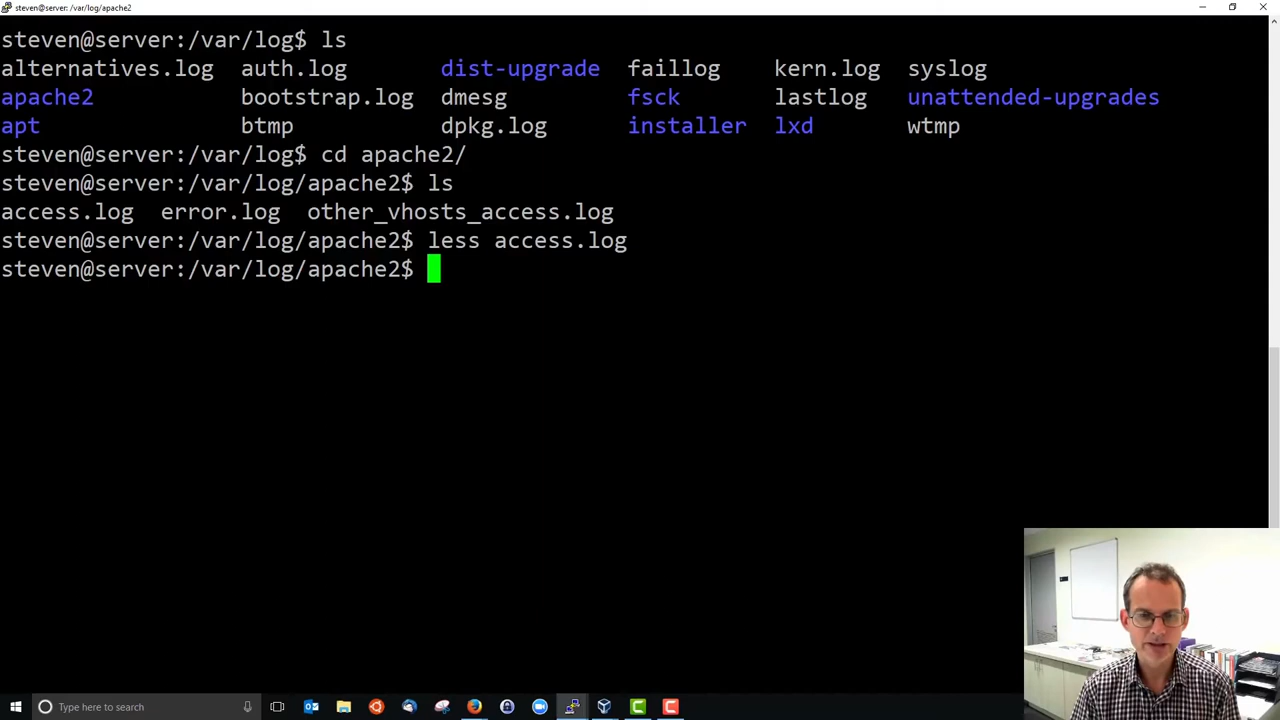 steven@server: /var/log/apache2
steven@server:/var/log$ ls
alternatives.log auth.log dist-upgrade faillog kern.log syslog
apache2 bootstrap.log dmesg fsck lastlog unattended-upgrades
apt btmp dpkg.log installer lxd wtmp
steven@server:/var/log$ cd apache2/
steven@server:/var/log/apache2$ ls
access.log error.log other_vhosts_access.log
steven@server:/var/log/apache2$ less access.log
steven@server:/var/log/apache2$
Type here to search